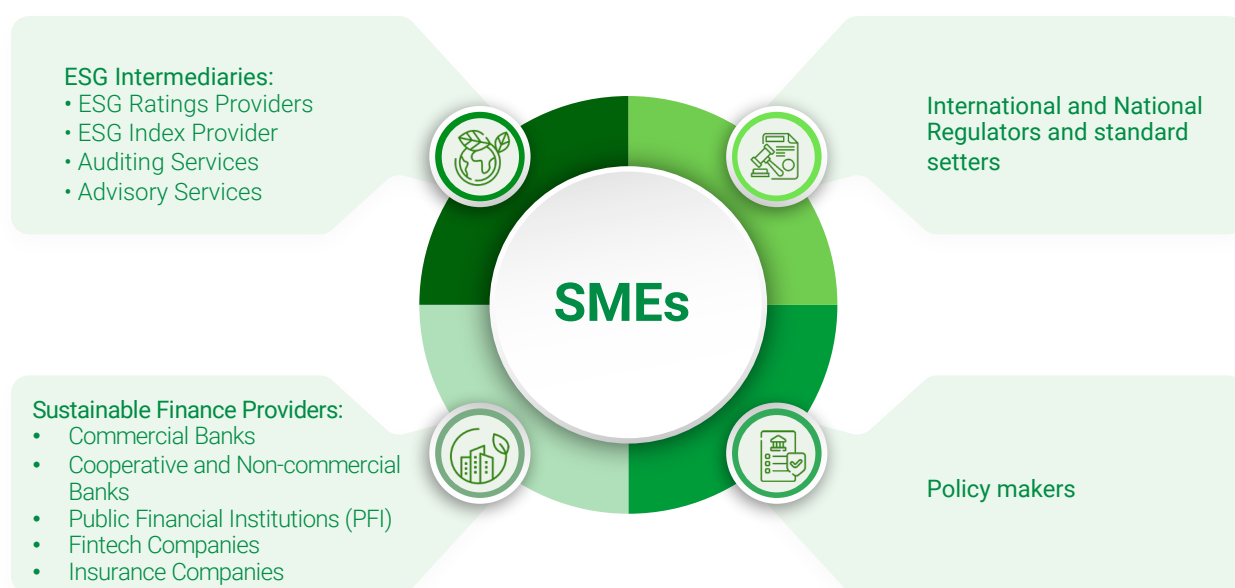 ESG Intermediaries:
• ESG Ratings Providers
• ESG Index Provider
• Auditing Services
• Advisory Services
International and National
Regulators and standard
setters
SMEs
Sustainable Finance Providers:
• Commercial Banks
• Cooperative and Non-commercial
Banks
• Public Financial Institutions (PFI)
• Fintech Companies
• Insurance Companies
Policy makers